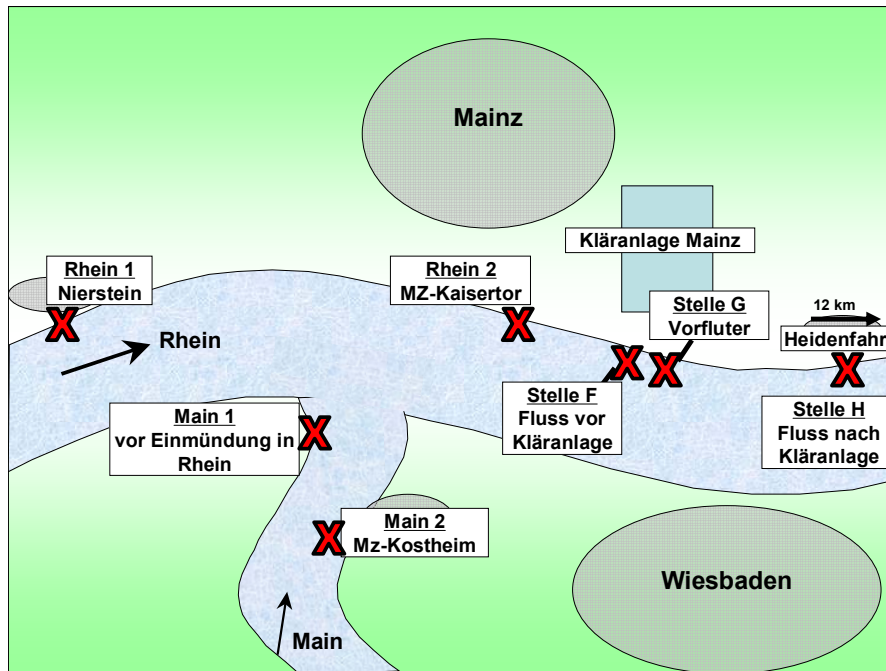 Mainz
Kläranlage Mainz
Rhein 1
Nierstein
Rhein 2
MZ-Kaisertor
Stelle G
Vorfluter
12 km
Heidenfahrt
Rhein
Stelle F
Fluss vor
Kläranlage
Stelle H
Fluss nach
Kläranlage
Main 1
vor Einmündung in
Rhein
Main 2
Mz-Kostheim
Wiesbaden
Main